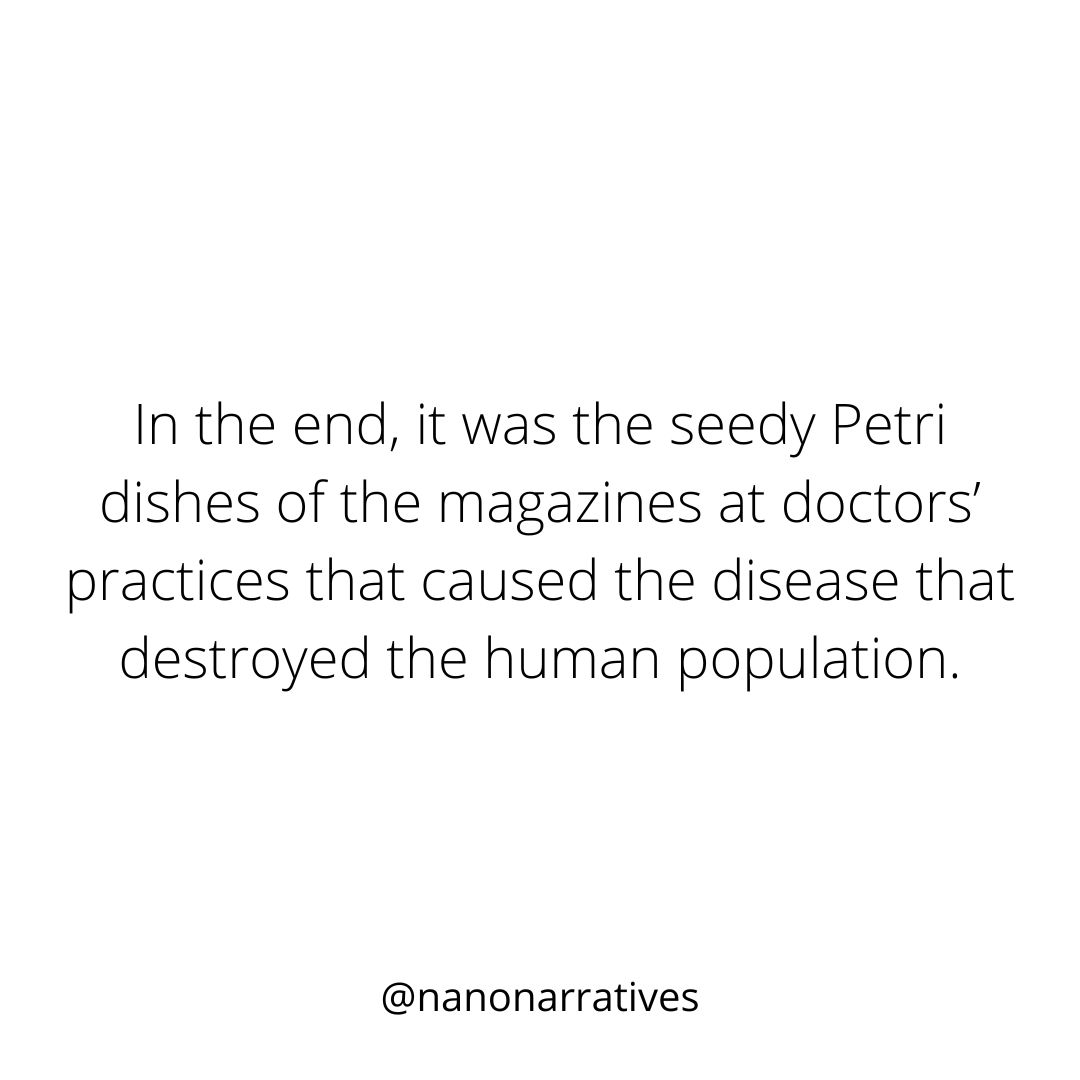 In the end, it was the seedy Petri
dishes of the magazines at doctors’
practices that caused the disease that
destroyed the human population.
@nanonarratives